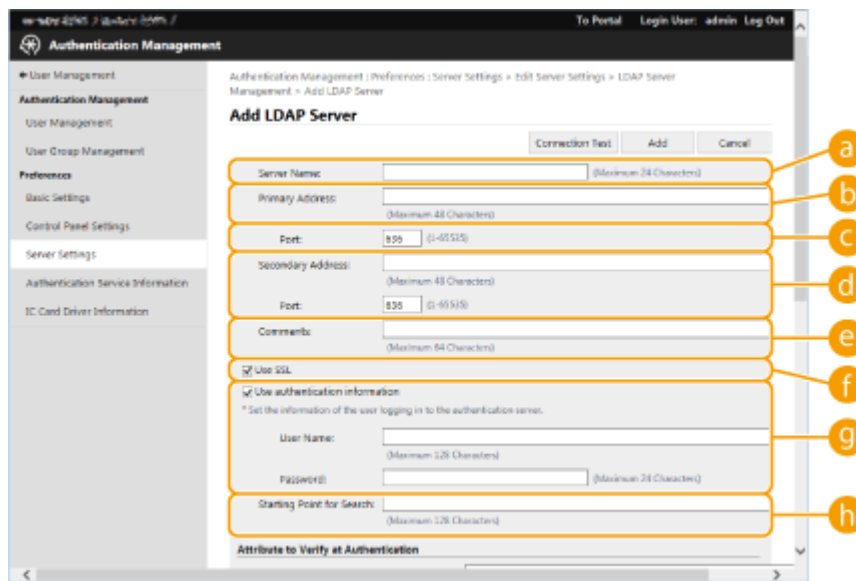 To Portal Login User: admin Log Out
Authentication Management
User Management
Authentication Management
User Management
User Group Management
Preferences
Basic Settings
Control Panel Settings
Server Settings
Authentication Service Information
IC Card Driver Information
Authentication Management : Preferences : Server Settings > Edit Server Settings > LDAP Server
Management > Add LDAP Server
Add LDAP Server
Connection Test Add Cancel
Server Name: (Maximum 24 Characters) a
Primary Address: b
(Maximum 48 Characters)
Port: 636 (1-65535) c
Secondary Address: d
(Maximum 48 Characters)
Port: 636 (1-65535)
Comments: e
(Maximum 64 Characters)
Use SSL f
Use authentication information
* Set the information of the user logging in to the authentication server.
User Name: g
(Maximum 128 Characters)
Password: (Maximum 24 Characters)
Starting Point for Search: h
(Maximum 128 Characters)
Attribute to Verify at Authentication